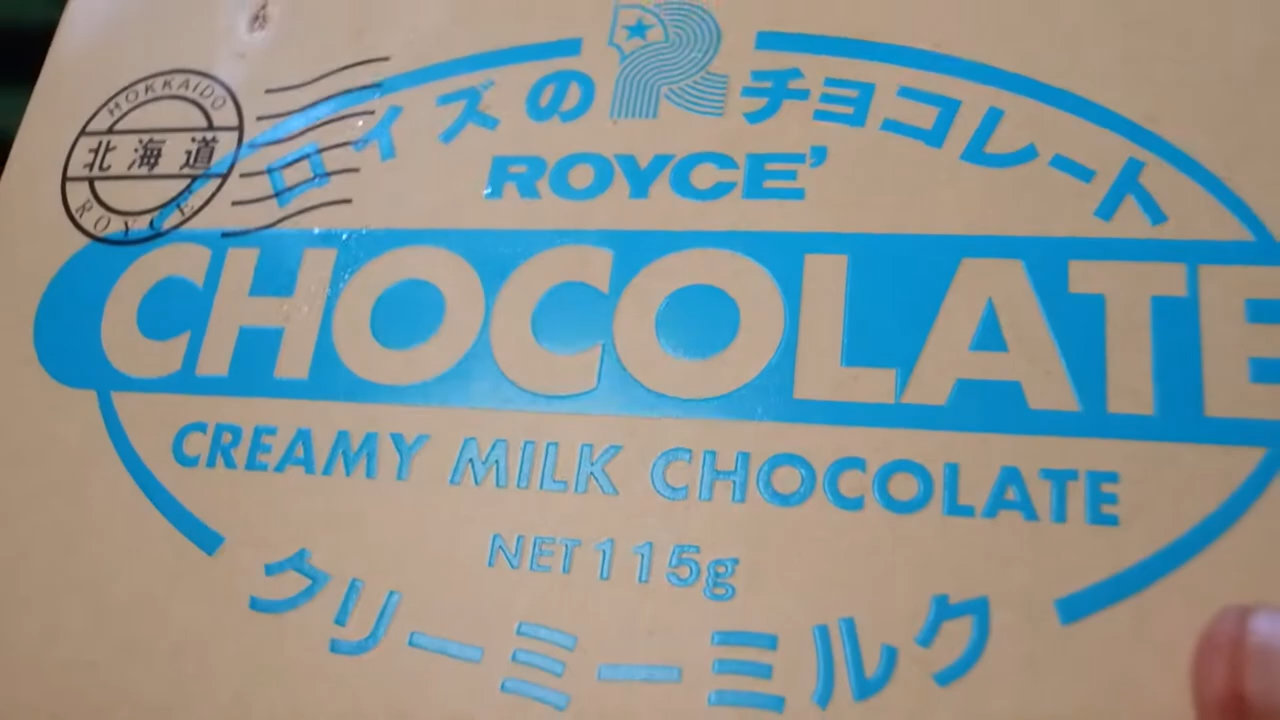 HOKKAIDO
北海道
ROYCE'
ロイズの R チョコレート
ROYCE'
CHOCOLATE
CREAMY MILK CHOCOLATE
NET 115g
クリーミーミルク